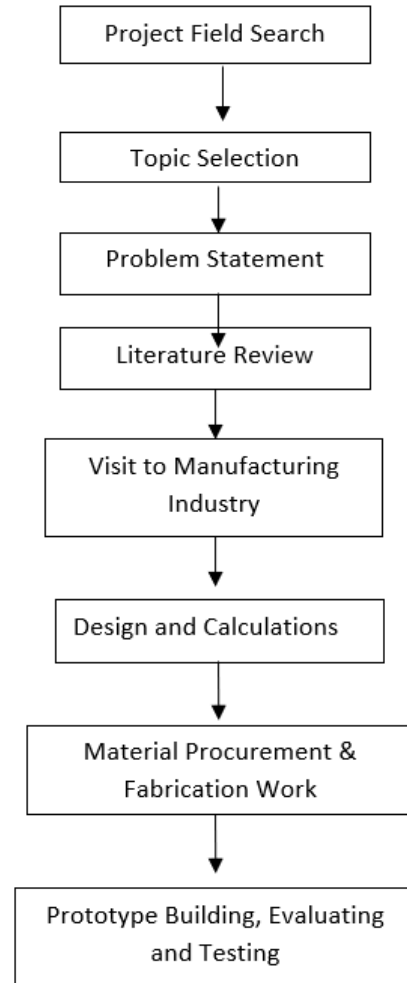 Project Field Search
Topic Selection
Problem Statement
Literature Review
Visit to Manufacturing
Industry
Design and Calculations
Material Procurement &
Fabrication Work
Prototype Building, Evaluating
and Testing